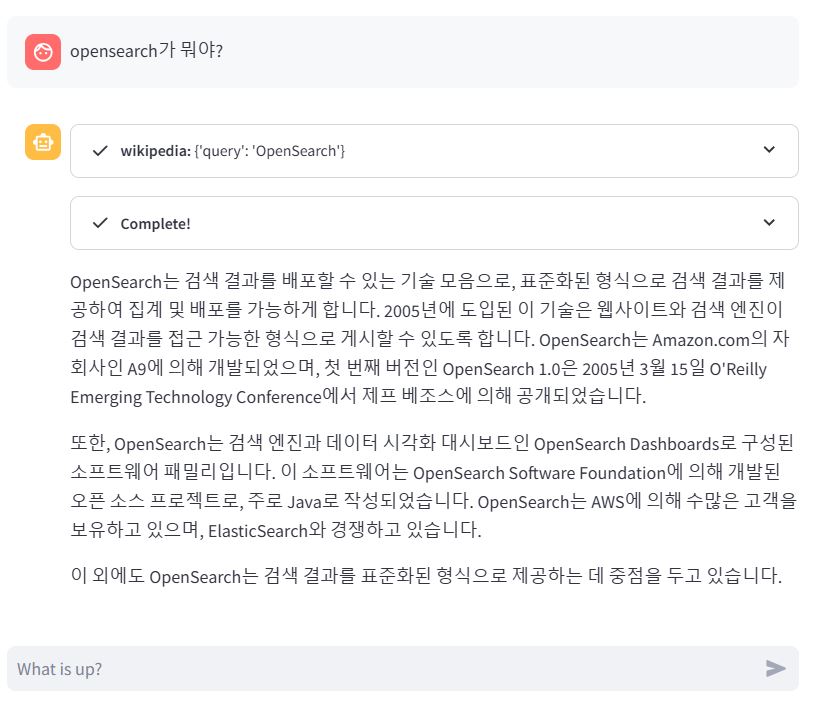 opensearch가 뭐야?
wikipedia: {'query': 'OpenSearch'}
Complete!
OpenSearch는 검색 결과를 배포할 수 있는 기술 모음으로, 표준화된 형식으로 검색 결과를 제
공하여 집계 및 배포를 가능하게 합니다. 2005년에 도입된 이 기술은 웹사이트와 검색 엔진이
검색 결과를 접근 가능한 형식으로 게시할 수 있도록 합니다. OpenSearch는 Amazon.com의 자
회사인 A9에 의해 개발되었으며, 첫 번째 버전인 OpenSearch 1.0은 2005년 3월 15일 O'Reilly
Emerging Technology Conference에서 제프 베조스에 의해 공개되었습니다.
또한, OpenSearch는 검색 엔진과 데이터 시각화 대시보드인 OpenSearch Dashboards로 구성된
소프트웨어 패밀리입니다. 이 소프트웨어는 OpenSearch Software Foundation에 의해 개발된
오픈 소스 프로젝트로, 주로 Java로 작성되었습니다. OpenSearch는 AWS에 의해 수많은 고객을
보유하고 있으며, ElasticSearch와 경쟁하고 있습니다.
이 외에도 OpenSearch는 검색 결과를 표준화된 형식으로 제공하는 데 중점을 두고 있습니다.
What is up?